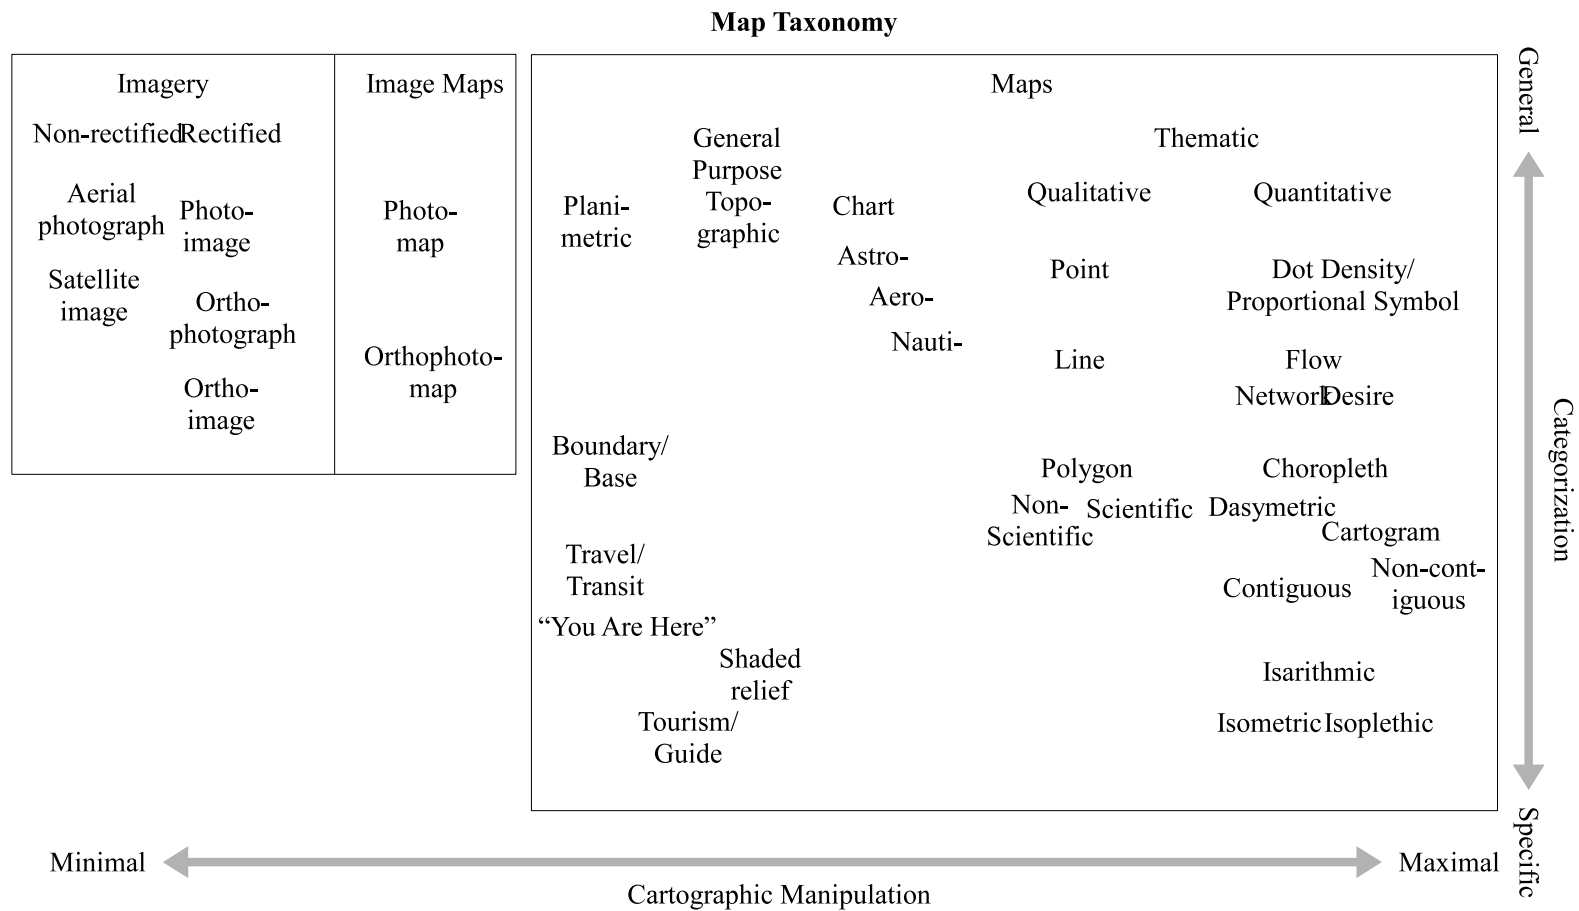 Map Taxonomy
Imagery
Non-rectified Rectified
Aerial
photograph
Photo-
image
Satellite
image
Ortho-
photograph
Ortho-
image
Image Maps
Photo-
map
Orthophoto-
map
Maps
General
Purpose
Plani-
metric
Topo-
graphic
Chart
Astro-
Aero-
Nauti-
Boundary/
Base
Travel/
Transit
“You Are Here”
Shaded
relief
Tourism/
Guide
Thematic
Qualitative
Quantitative
Point
Dot Density/
Proportional Symbol
Line
Flow
Network Desire
Polygon
Choropleth
Non-
Scientific
Scientific
Dasymetric
Cartogram
Contiguous
Non-cont-
iguous
Isarithmic
Isometric Isoplethic
General
Categorization
Specific
Minimal
Maximal
Cartographic Manipulation